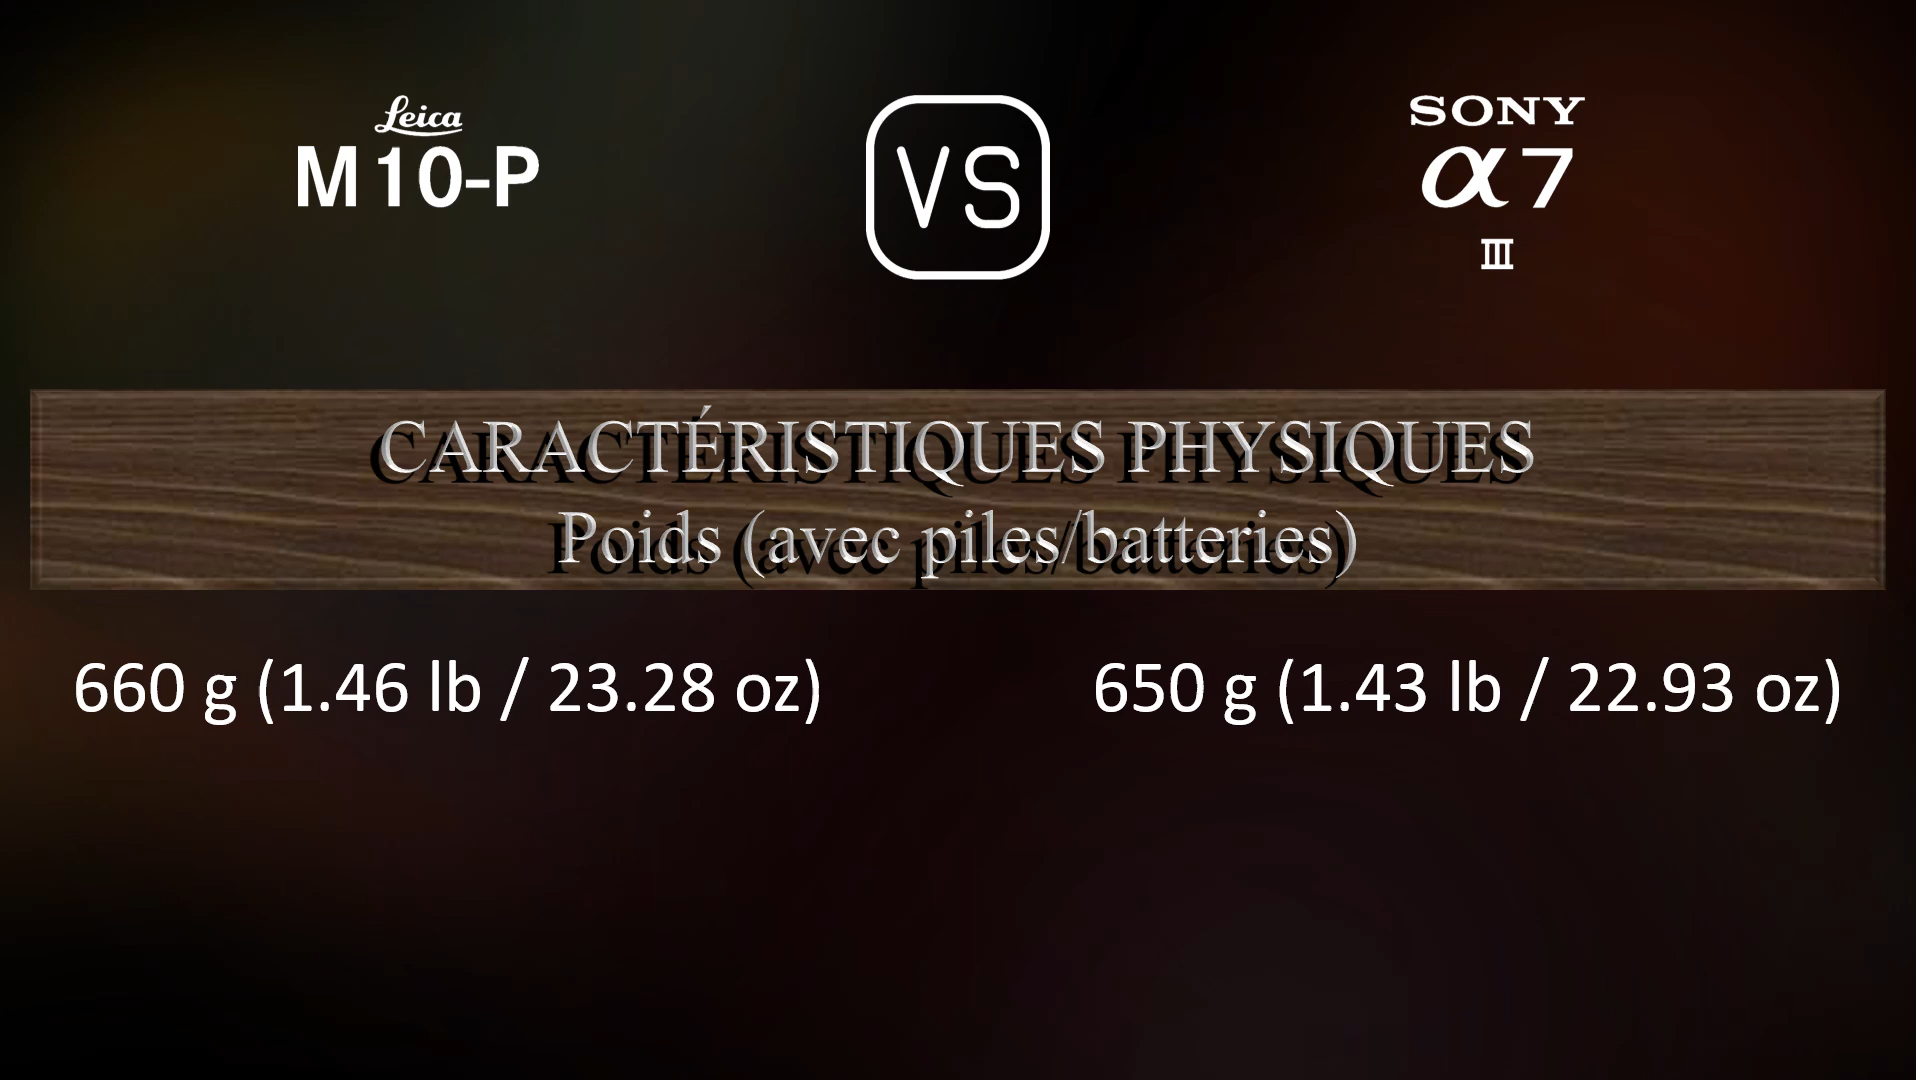 Leica
M10-P
VS
SONY
α7
III
CARACTÉRISTIQUES PHYSIQUES
Poids (avec piles/batteries)
660 g (1.46 lb / 23.28 oz)
650 g (1.43 lb / 22.93 oz)